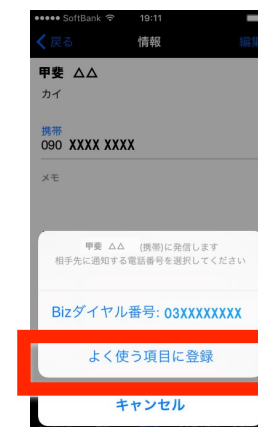 ●●●●● SoftBank 19:11
戻る 情報 編集
甲斐 △△
カイ
携帯
090 XXXX XXXX
メモ
甲斐 △△ (携帯)に発信します
相手先に通知する電話番号を選択してください
Bizダイヤル番号: 03XXXXXXXX
よく使う項目に登録
キャンセル